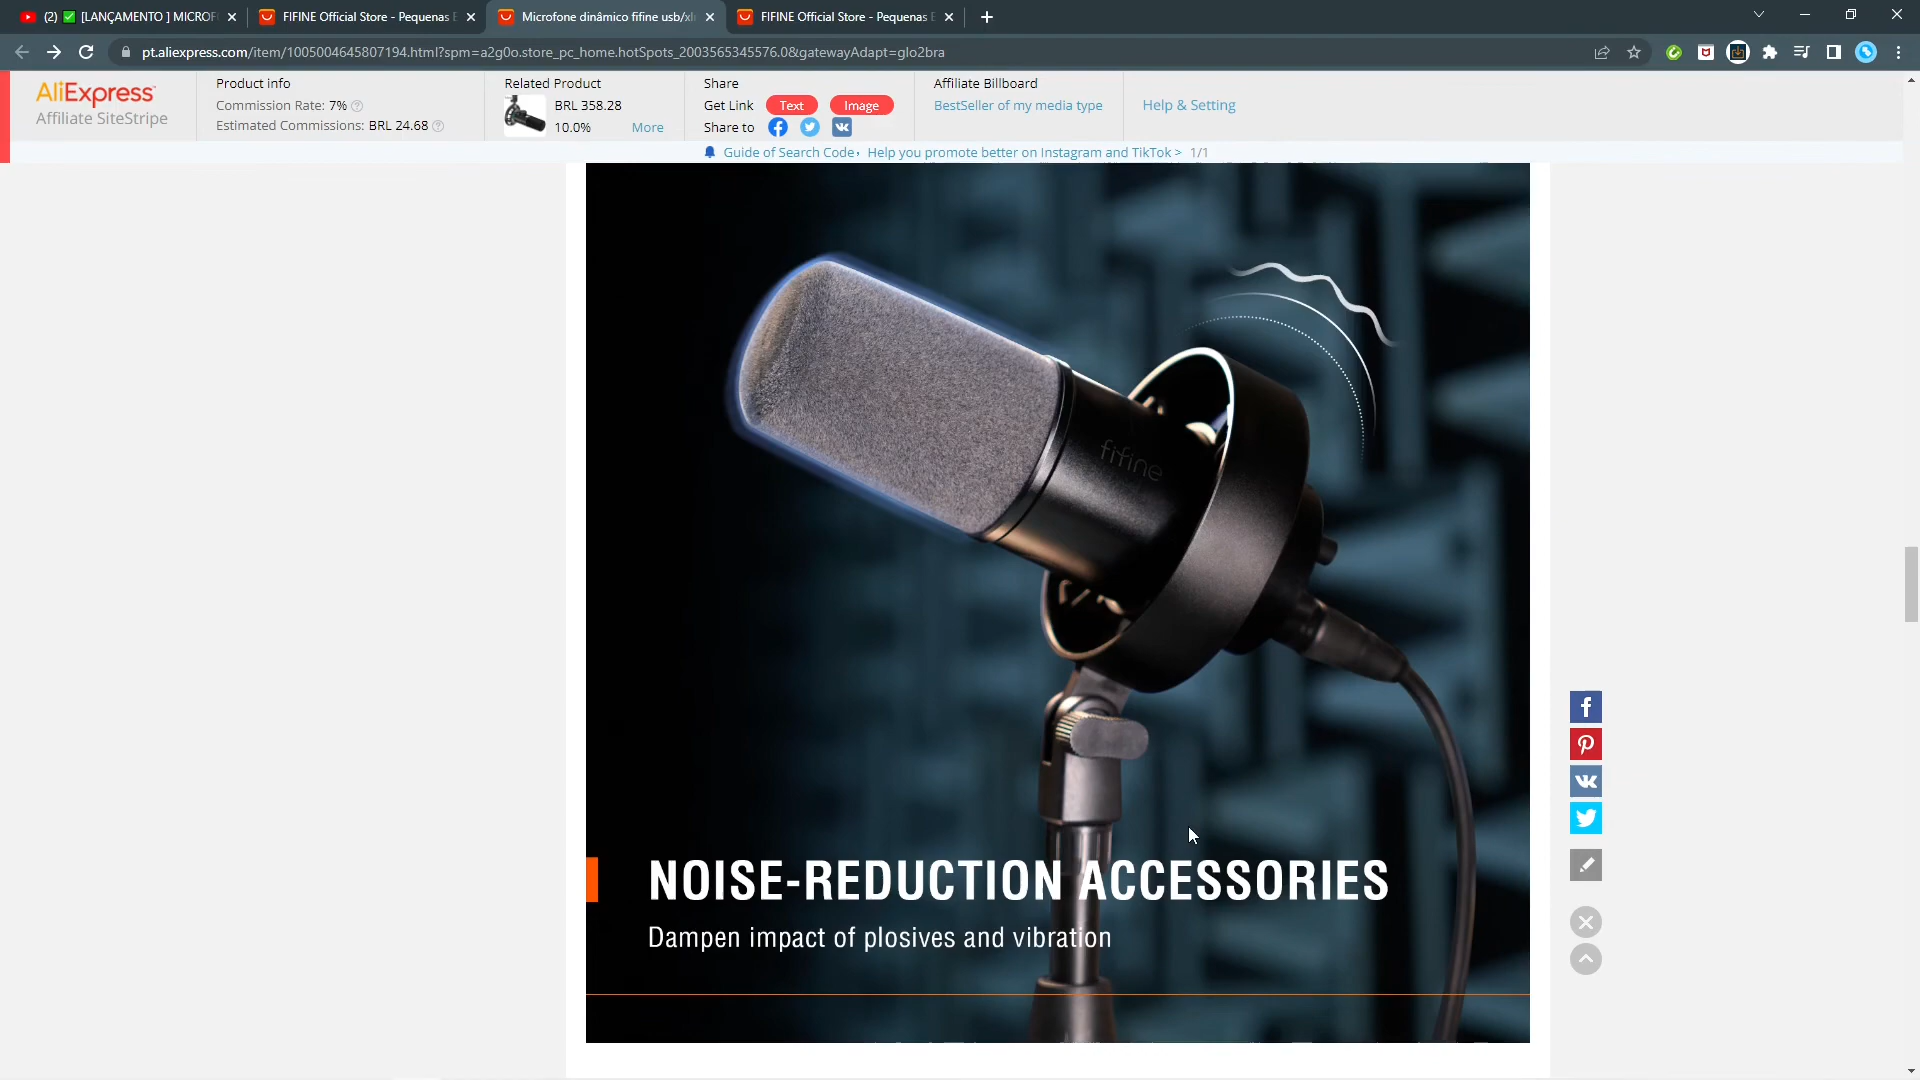 (2) ✅ [LANÇAMENTO ] MICROF
FIFINE Official Store - Pequenas E
Microfone dinâmico fifine usb/xlr
FIFINE Official Store - Pequenas E
pt.aliexpress.com/item/1005004645807194.html?spm=a2g0o.store_pc_home.hotSpots_2003565345576.0&gatewayAdapt=glo2bra
AliExpress
Affiliate SiteStripe
Product info
Commission Rate: 7%
Estimated Commissions: BRL 24.68
Related Product
BRL 358.28
10.0%
More
Share
Get Link
Text
Image
Share to
Affiliate Billboard
BestSeller of my media type
Help & Setting
Guide of Search Code, Help you promote better on Instagram and TikTok > 1/1
fifine
NOISE-REDUCTION ACCESSORIES
Dampen impact of plosives and vibration